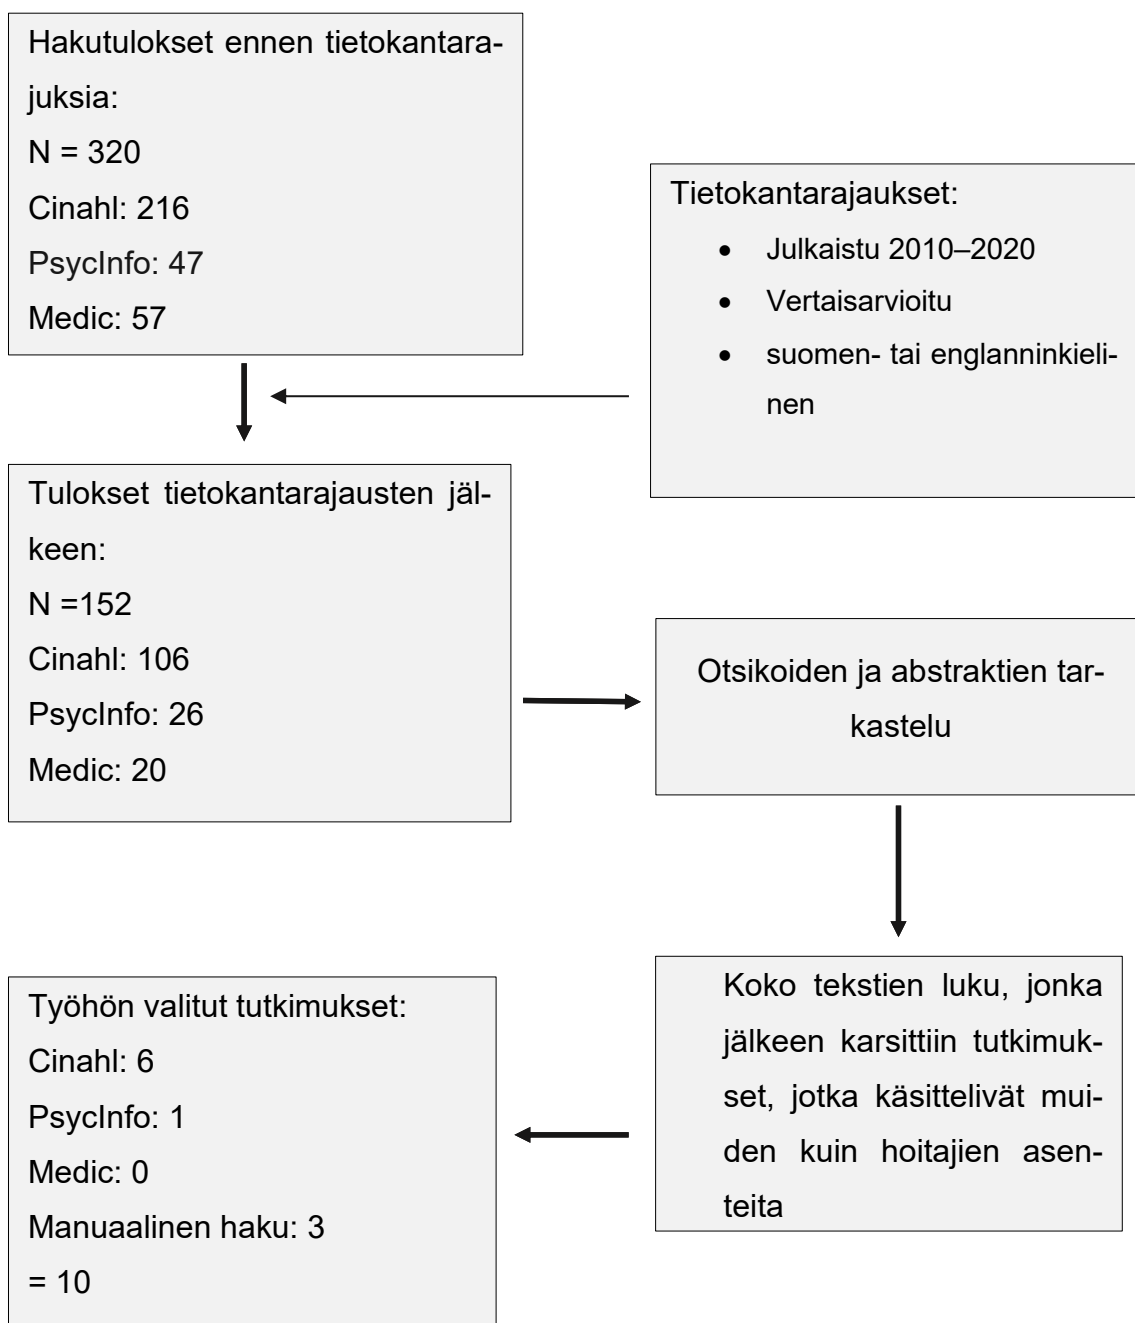 Hakutulokset ennen tietokantara-
juksia:
N = 320
Cinahl: 216
PsycInfo: 47
Medic: 57
Tietokantarajaukset:
• Julkaistu 2010–2020
• Vertaisarvioitu
• suomen- tai englanninkieli-
nen
Tulokset tietokantarajausten jäl-
keen:
N =152
Cinahl: 106
PsycInfo: 26
Medic: 20
Otsikoiden ja abstraktien tar-
kastelu
Koko tekstien luku, jonka
jälkeen karsittiin tutkimuk-
set, jotka käsittelivät mui-
den kuin hoitajien asen-
teita
Työhön valitut tutkimukset:
Cinahl: 6
PsycInfo: 1
Medic: 0
Manuaalinen haku: 3
= 10